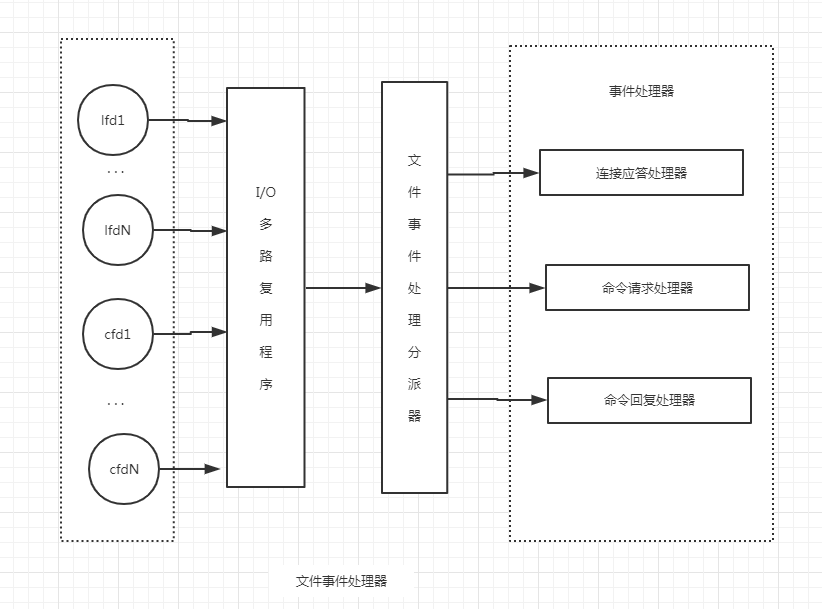 lfd1
...
lfdN
cfd1
...
cfdN
I/O
多
路
复
用
程
序
文
件
事
件
处
理
分
派
器
事件处理器
连接应答处理器
命令请求处理器
命令回复处理器
文件事件处理器